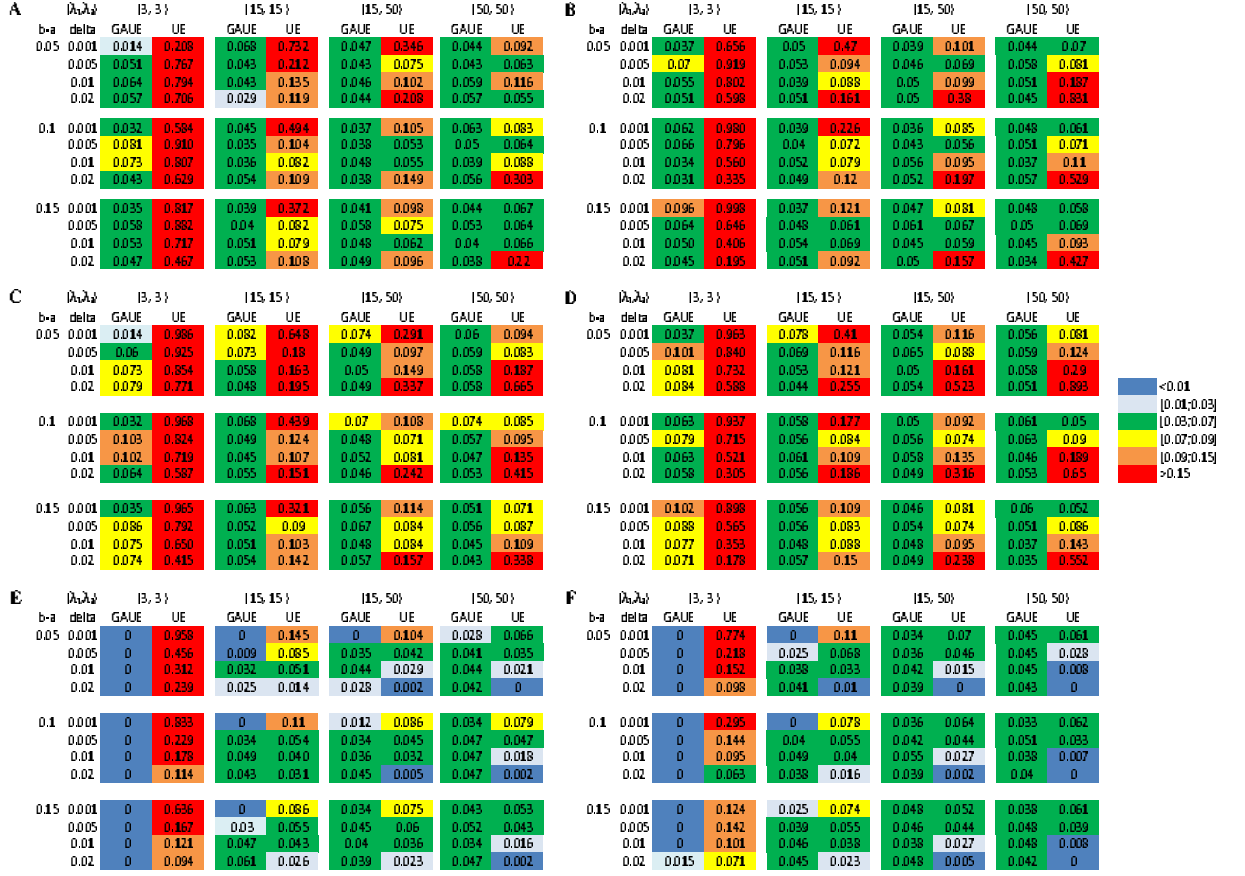 A {λ₁,λ₂} {3, 3 } {15, 15 } {15, 50} {50, 50}
b-a delta GAUE UE GAUE UE GAUE UE GAUE UE
0.05 0.001 0.014 0.208 0.068 0.732 0.047 0.346 0.044 0.092
0.005 0.051 0.767 0.043 0.212 0.043 0.075 0.043 0.063
0.01 0.064 0.794 0.043 0.135 0.046 0.102 0.059 0.116
0.02 0.057 0.706 0.029 0.119 0.044 0.208 0.057 0.055
0.1 0.001 0.032 0.584 0.045 0.494 0.037 0.105 0.063 0.083
0.005 0.081 0.910 0.035 0.104 0.038 0.053 0.05 0.064
0.01 0.073 0.807 0.036 0.082 0.048 0.055 0.039 0.088
0.02 0.043 0.629 0.054 0.109 0.038 0.149 0.056 0.303
0.15 0.001 0.035 0.817 0.039 0.372 0.041 0.098 0.044 0.067
0.005 0.058 0.882 0.04 0.082 0.058 0.075 0.053 0.064
0.01 0.053 0.717 0.051 0.079 0.048 0.062 0.04 0.066
0.02 0.047 0.467 0.053 0.108 0.049 0.096 0.038 0.22
B {λ₁,λ₂} {3, 3 } {15, 15 } {15, 50} {50, 50}
b-a delta GAUE UE GAUE UE GAUE UE GAUE UE
0.05 0.001 0.037 0.656 0.05 0.47 0.039 0.101 0.044 0.07
0.005 0.07 0.919 0.053 0.094 0.046 0.069 0.058 0.081
0.01 0.055 0.802 0.039 0.088 0.05 0.099 0.051 0.187
0.02 0.051 0.598 0.051 0.161 0.05 0.38 0.045 0.831
0.1 0.001 0.062 0.980 0.039 0.226 0.036 0.085 0.048 0.061
0.005 0.066 0.796 0.04 0.072 0.043 0.056 0.051 0.071
0.01 0.034 0.560 0.052 0.079 0.056 0.095 0.037 0.11
0.02 0.031 0.335 0.049 0.12 0.052 0.197 0.057 0.529
0.15 0.001 0.096 0.998 0.037 0.121 0.047 0.081 0.048 0.058
0.005 0.064 0.646 0.048 0.061 0.061 0.067 0.05 0.069
0.01 0.050 0.406 0.054 0.069 0.045 0.059 0.045 0.093
0.02 0.045 0.195 0.051 0.092 0.05 0.157 0.034 0.427
C {λ₁,λ₂} {3, 3 } {15, 15 } {15, 50} {50, 50}
b-a delta GAUE UE GAUE UE GAUE UE GAUE UE
0.05 0.001 0.014 0.986 0.082 0.648 0.074 0.291 0.06 0.094
0.005 0.06 0.925 0.073 0.18 0.049 0.097 0.059 0.083
0.01 0.073 0.854 0.058 0.163 0.05 0.149 0.058 0.187
0.02 0.079 0.771 0.048 0.195 0.059 0.337 0.058 0.665
0.1 0.001 0.032 0.968 0.068 0.439 0.07 0.108 0.074 0.085
0.005 0.103 0.824 0.049 0.124 0.048 0.071 0.057 0.095
0.01 0.102 0.719 0.045 0.107 0.052 0.081 0.047 0.135
0.02 0.064 0.587 0.055 0.151 0.046 0.242 0.053 0.415
0.15 0.001 0.035 0.965 0.063 0.321 0.056 0.114 0.051 0.071
0.005 0.086 0.792 0.052 0.09 0.067 0.084 0.056 0.087
0.01 0.075 0.650 0.051 0.103 0.048 0.084 0.045 0.109
0.02 0.074 0.415 0.054 0.142 0.057 0.157 0.043 0.338
D {λ₁,λ₂} {3, 3 } {15, 15 } {15, 50} {50, 50}
b-a delta GAUE UE GAUE UE GAUE UE GAUE UE
0.05 0.001 0.037 0.963 0.078 0.41 0.054 0.116 0.056 0.081
0.005 0.101 0.840 0.069 0.116 0.065 0.088 0.059 0.124
0.01 0.081 0.732 0.053 0.121 0.05 0.161 0.058 0.29
0.02 0.084 0.588 0.044 0.255 0.054 0.523 0.051 0.893
0.1 0.001 0.063 0.937 0.058 0.177 0.05 0.092 0.061 0.05
0.005 0.079 0.715 0.056 0.084 0.056 0.074 0.063 0.09
0.01 0.063 0.521 0.061 0.109 0.058 0.135 0.046 0.189
0.02 0.058 0.305 0.056 0.186 0.049 0.316 0.053 0.65
0.15 0.001 0.102 0.898 0.056 0.109 0.046 0.081 0.06 0.052
0.005 0.088 0.565 0.056 0.083 0.054 0.074 0.051 0.086
0.01 0.077 0.353 0.048 0.088 0.048 0.095 0.037 0.143
0.02 0.071 0.178 0.057 0.15 0.049 0.238 0.035 0.552
<0.01
[0.01;0.03]
[0.03;0.07]
[0.07;0.09]
[0.09;0.15]
>0.15
E {λ₁,λ₂} {3, 3 } {15, 15 } {15, 50} {50, 50}
b-a delta GAUE UE GAUE UE GAUE UE GAUE UE
0.05 0.001 0 0.958 0 0.145 0 0.104 0.028 0.066
0.005 0 0.456 0.009 0.085 0.035 0.042 0.041 0.035
0.01 0 0.312 0.032 0.051 0.044 0.029 0.044 0.021
0.02 0 0.239 0.025 0.014 0.028 0.002 0.042 0
0.1 0.001 0 0.833 0 0.11 0.012 0.086 0.034 0.079
0.005 0 0.229 0.034 0.054 0.034 0.045 0.047 0.047
0.01 0 0.178 0.049 0.040 0.036 0.032 0.047 0.018
0.02 0 0.114 0.043 0.031 0.045 0.005 0.047 0.002
0.15 0.001 0 0.636 0 0.086 0.034 0.075 0.043 0.053
0.005 0 0.167 0.03 0.055 0.045 0.06 0.052 0.043
0.01 0 0.121 0.047 0.043 0.04 0.036 0.034 0.016
0.02 0 0.094 0.061 0.026 0.039 0.023 0.047 0.002
F {λ₁,λ₂} {3, 3 } {15, 15 } {15, 50} {50, 50}
b-a delta GAUE UE GAUE UE GAUE UE GAUE UE
0.05 0.001 0 0.774 0 0.11 0.034 0.07 0.045 0.061
0.005 0 0.218 0.025 0.068 0.036 0.046 0.045 0.028
0.01 0 0.152 0.038 0.033 0.042 0.015 0.045 0.008
0.02 0 0.098 0.041 0.01 0.039 0 0.043 0
0.1 0.001 0 0.295 0 0.078 0.036 0.064 0.033 0.062
0.005 0 0.144 0.04 0.055 0.042 0.044 0.051 0.033
0.01 0 0.095 0.049 0.04 0.055 0.027 0.038 0.007
0.02 0 0.063 0.038 0.016 0.039 0.002 0.04 0
0.15 0.001 0 0.124 0.025 0.074 0.048 0.052 0.038 0.061
0.005 0 0.142 0.039 0.055 0.046 0.044 0.048 0.039
0.01 0 0.101 0.046 0.038 0.038 0.027 0.048 0.008
0.02 0.015 0.071 0.045 0.023 0.048 0.005 0.042 0